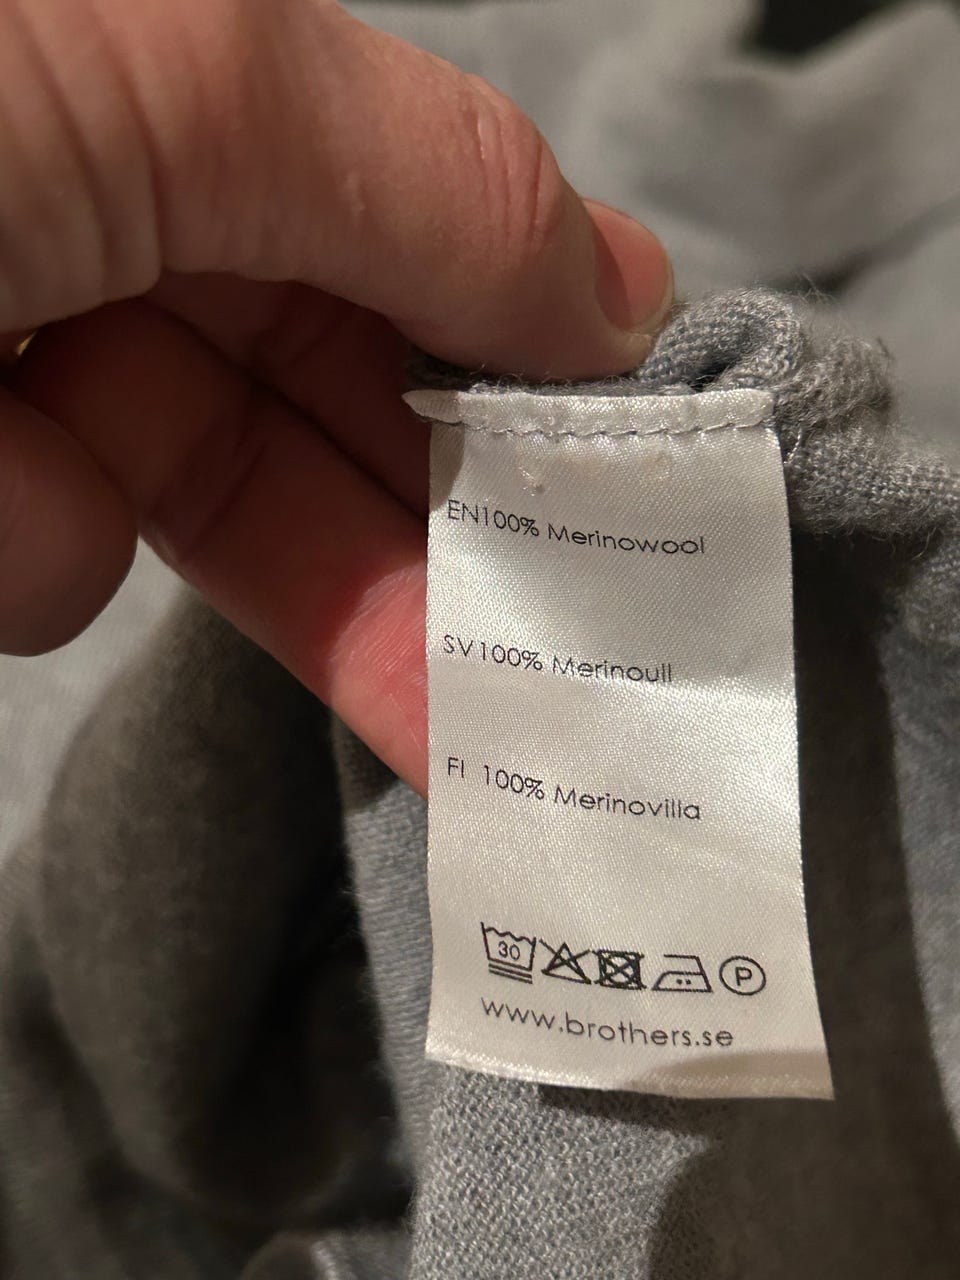 EN100% Merinowool
SV100% Merinoull
FI 100% Merinovilla
30 P
www.brothers.se